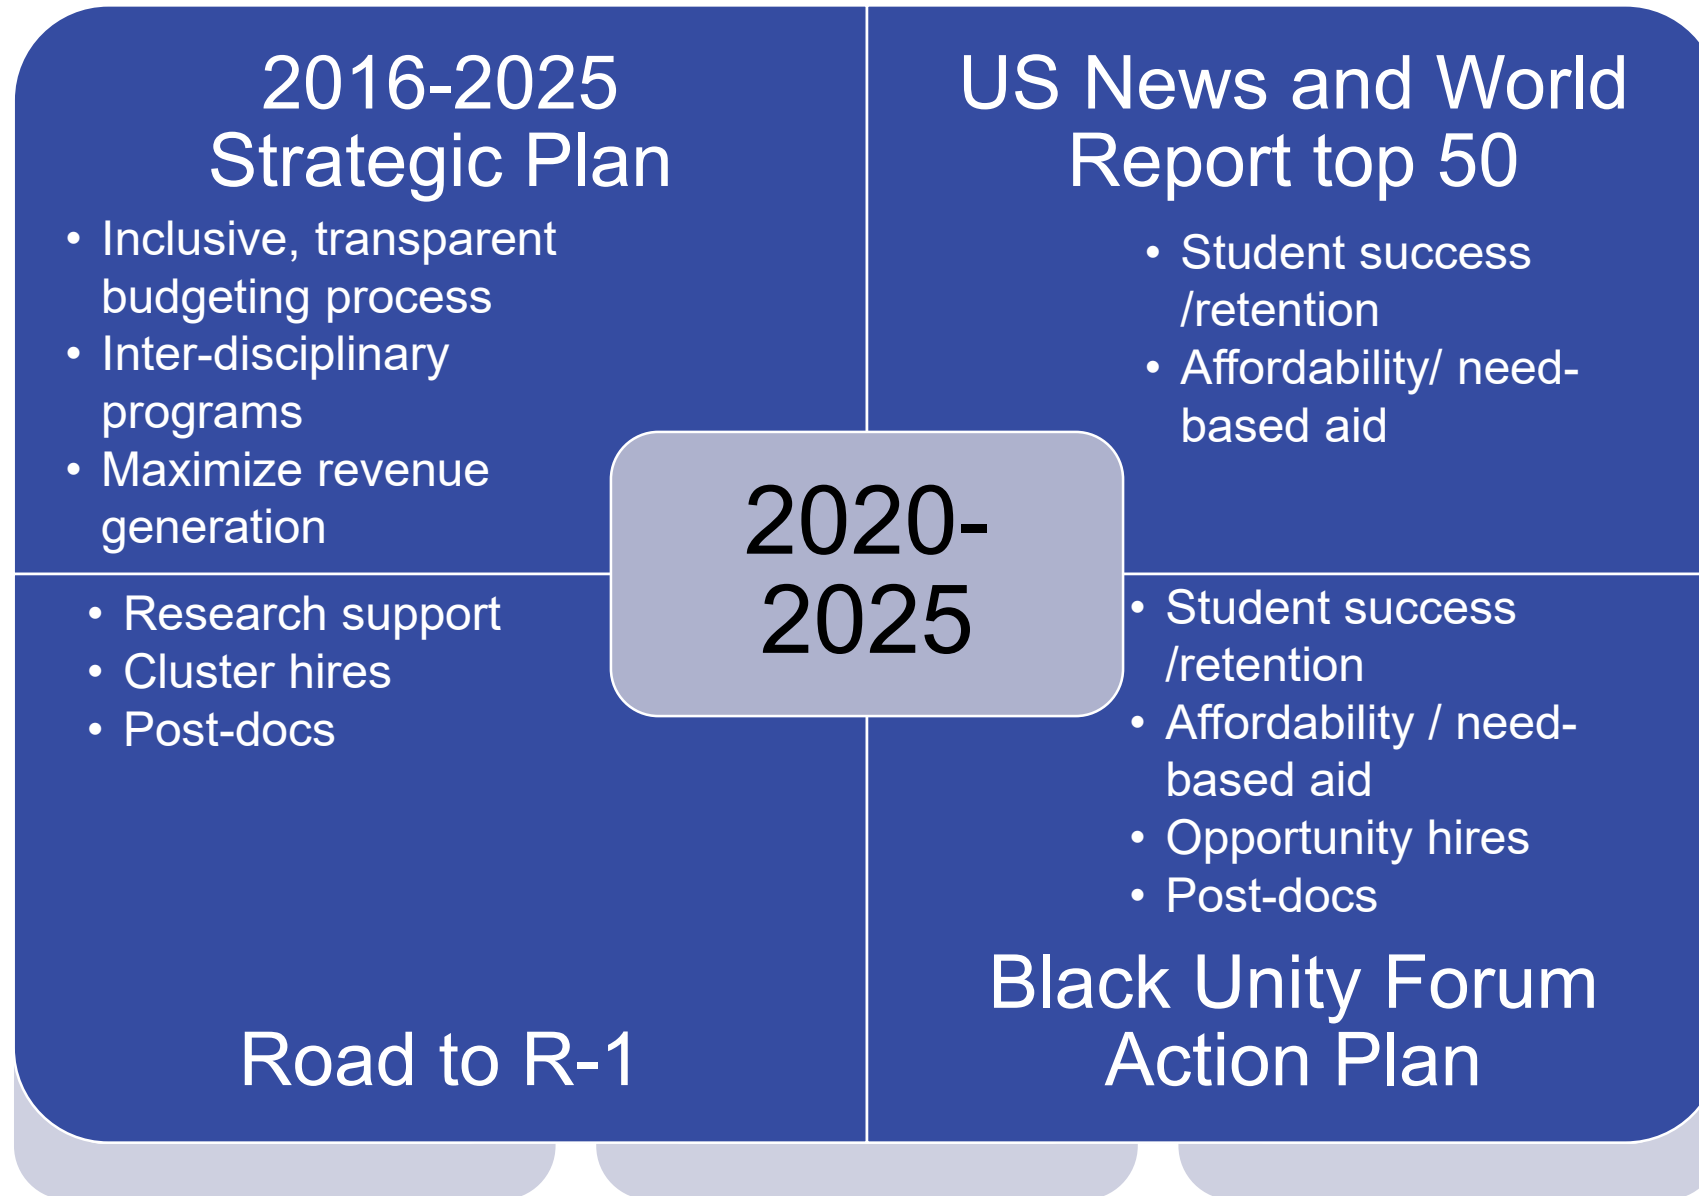 2016-2025
Strategic Plan
• Inclusive, transparent
budgeting process
• Inter-disciplinary
programs
• Maximize revenue
generation
US News and World
Report top 50
• Student success
/retention
• Affordability/ need-
based aid
2020-
2025
• Research support
• Cluster hires
• Post-docs
Road to R-1
• Student success
/retention
• Affordability / need-
based aid
• Opportunity hires
• Post-docs
Black Unity Forum
Action Plan